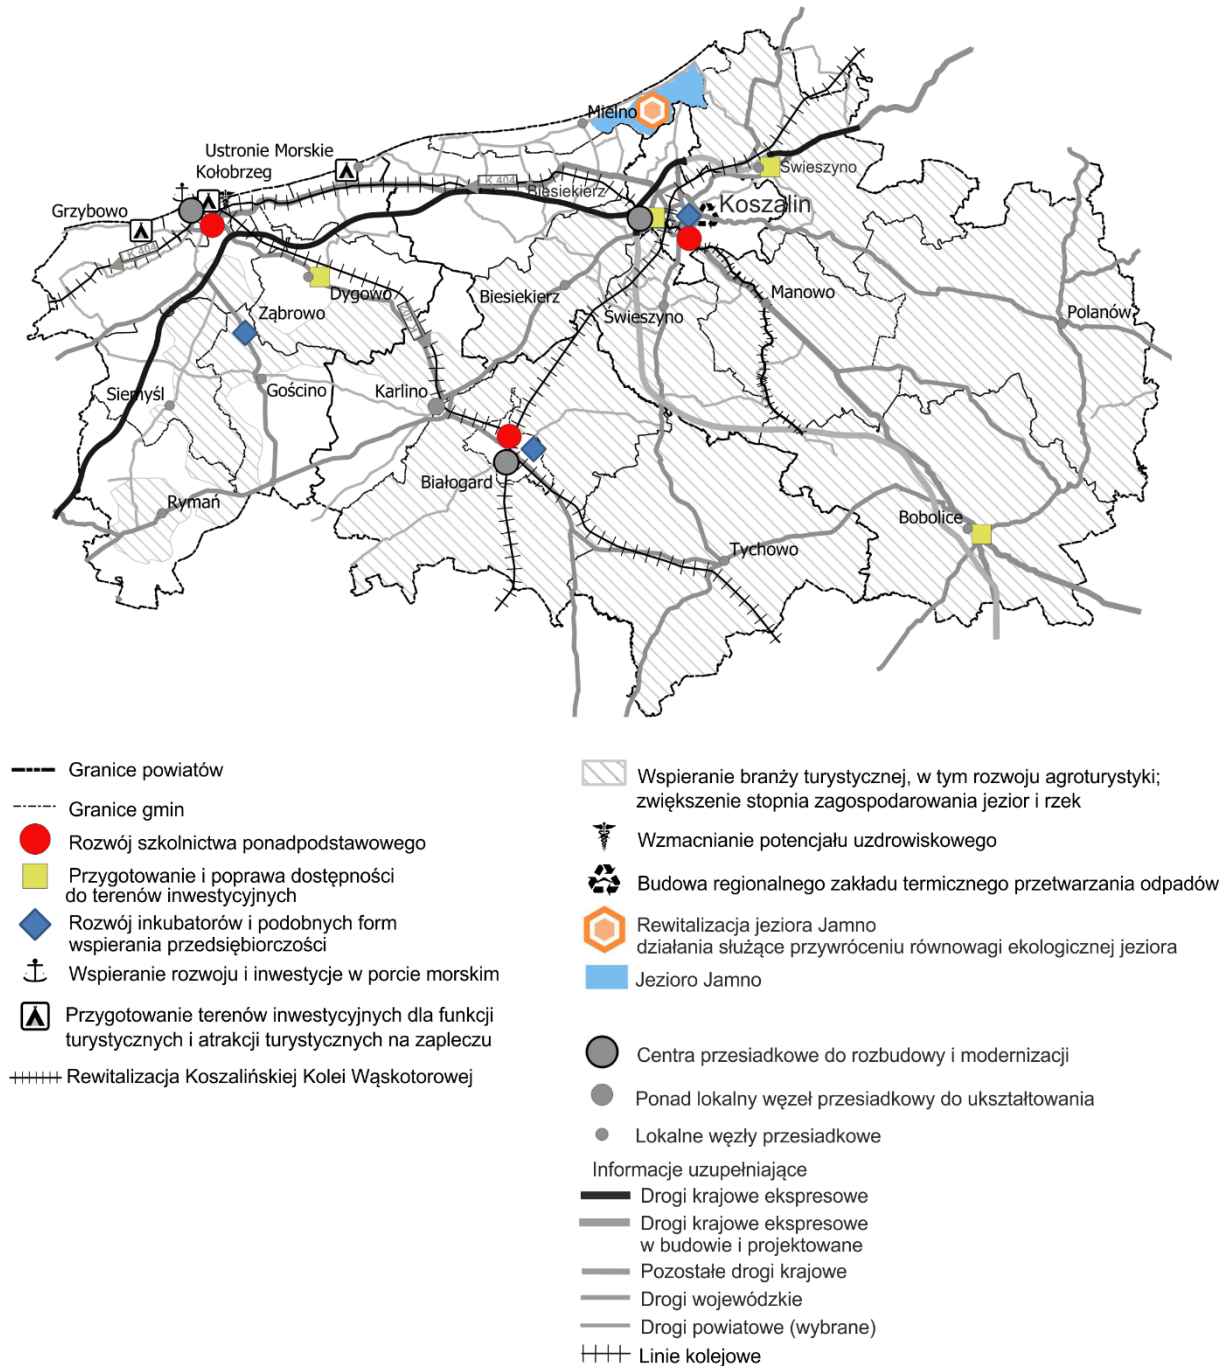 Mielno
Ustronie Morskie
Świeszyno
Kołobrzeg
K 404
Biesiekierz
Koszalin
Grzybowo
K 402
Dygowo
Biesiekierz
Manowo
Ząbrowo
Świeszyno
Polanów
Siemyśl
Gościno
Karlino
Białogard
Rymań
Bobolice
Tychowo
Granice powiatów
Granice gmin
Rozwój szkolnictwa ponadpodstawowego
Przygotowanie i poprawa dostępności
do terenów inwestycyjnych
Rozwój inkubatorów i podobnych form
wspierania przedsiębiorczości
Wspieranie rozwoju i inwestycje w porcie morskim
Przygotowanie terenów inwestycyjnych dla funkcji
turystycznych i atrakcji turystycznych na zapleczu
Rewitalizacja Koszalińskiej Kolei Wąskotorowej
Wspieranie branży turystycznej, w tym rozwoju agroturystyki;
zwiększenie stopnia zagospodarowania jezior i rzek
Wzmacnianie potencjału uzdrowiskowego
Budowa regionalnego zakładu termicznego przetwarzania odpadów
Rewitalizacja jeziora Jamno
działania służące przywróceniu równowagi ekologicznej jeziora
Jezioro Jamno
Centra przesiadkowe do rozbudowy i modernizacji
Ponad lokalny węzeł przesiadkowy do ukształtowania
Lokalne węzły przesiadkowe
Informacje uzupełniające
Drogi krajowe ekspresowe
Drogi krajowe ekspresowe
w budowie i projektowane
Pozostałe drogi krajowe
Drogi wojewódzkie
Drogi powiatowe (wybrane)
Linie kolejowe